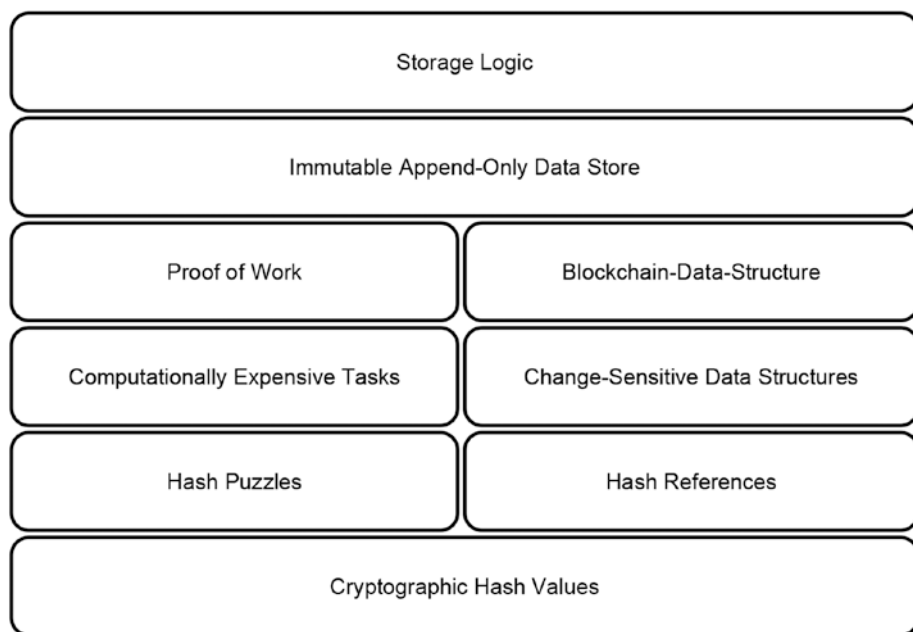 Storage Logic
Immutable Append-Only Data Store
Proof of Work
Blockchain-Data-Structure
Computationally Expensive Tasks
Change-Sensitive Data Structures
Hash Puzzles
Hash References
Cryptographic Hash Values